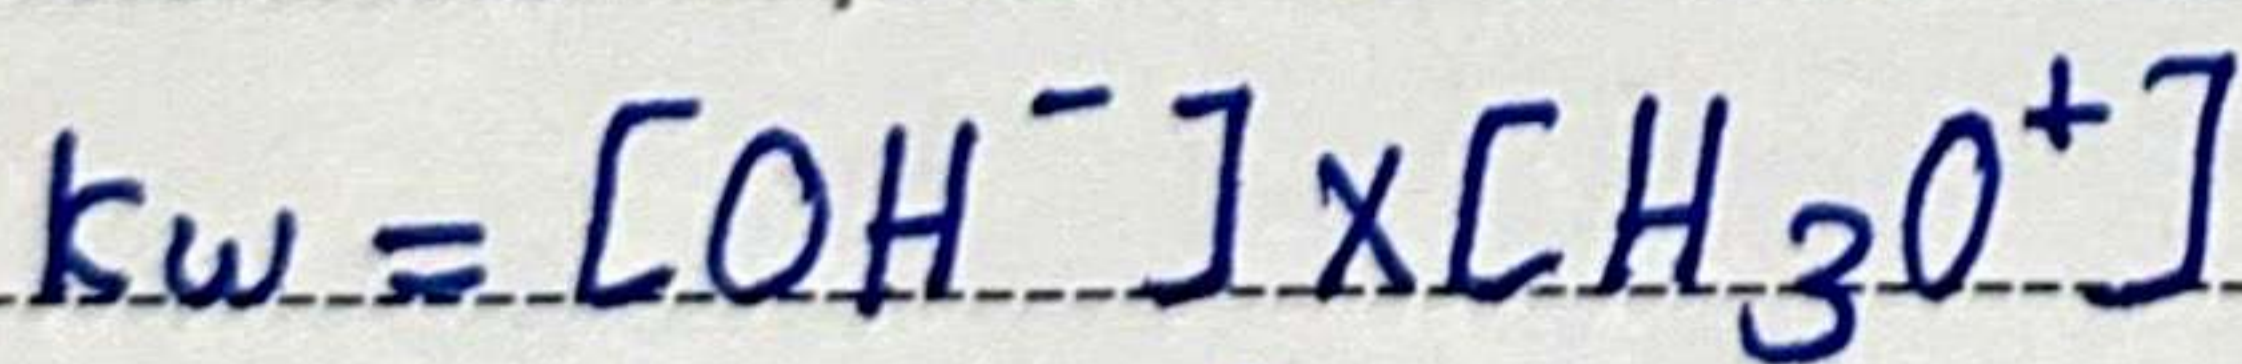 kw = [OH⁻] x [H₃O⁺]